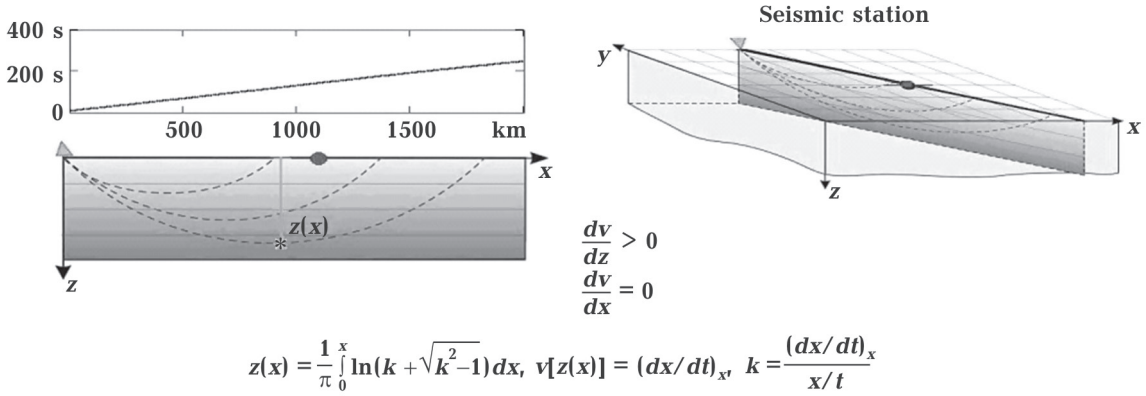 400 s
200 s
0
500 1000 1500 km
x
z(x)
*
z
Seismic station
y
x
z
dv/dz > 0
dv/dx = 0
z(x) = 1/π ∫₀ˣ ln(k + √(k²−1)) dx, v[z(x)] = (dx/dt)ₓ, k = (dx/dt)ₓ / x/t